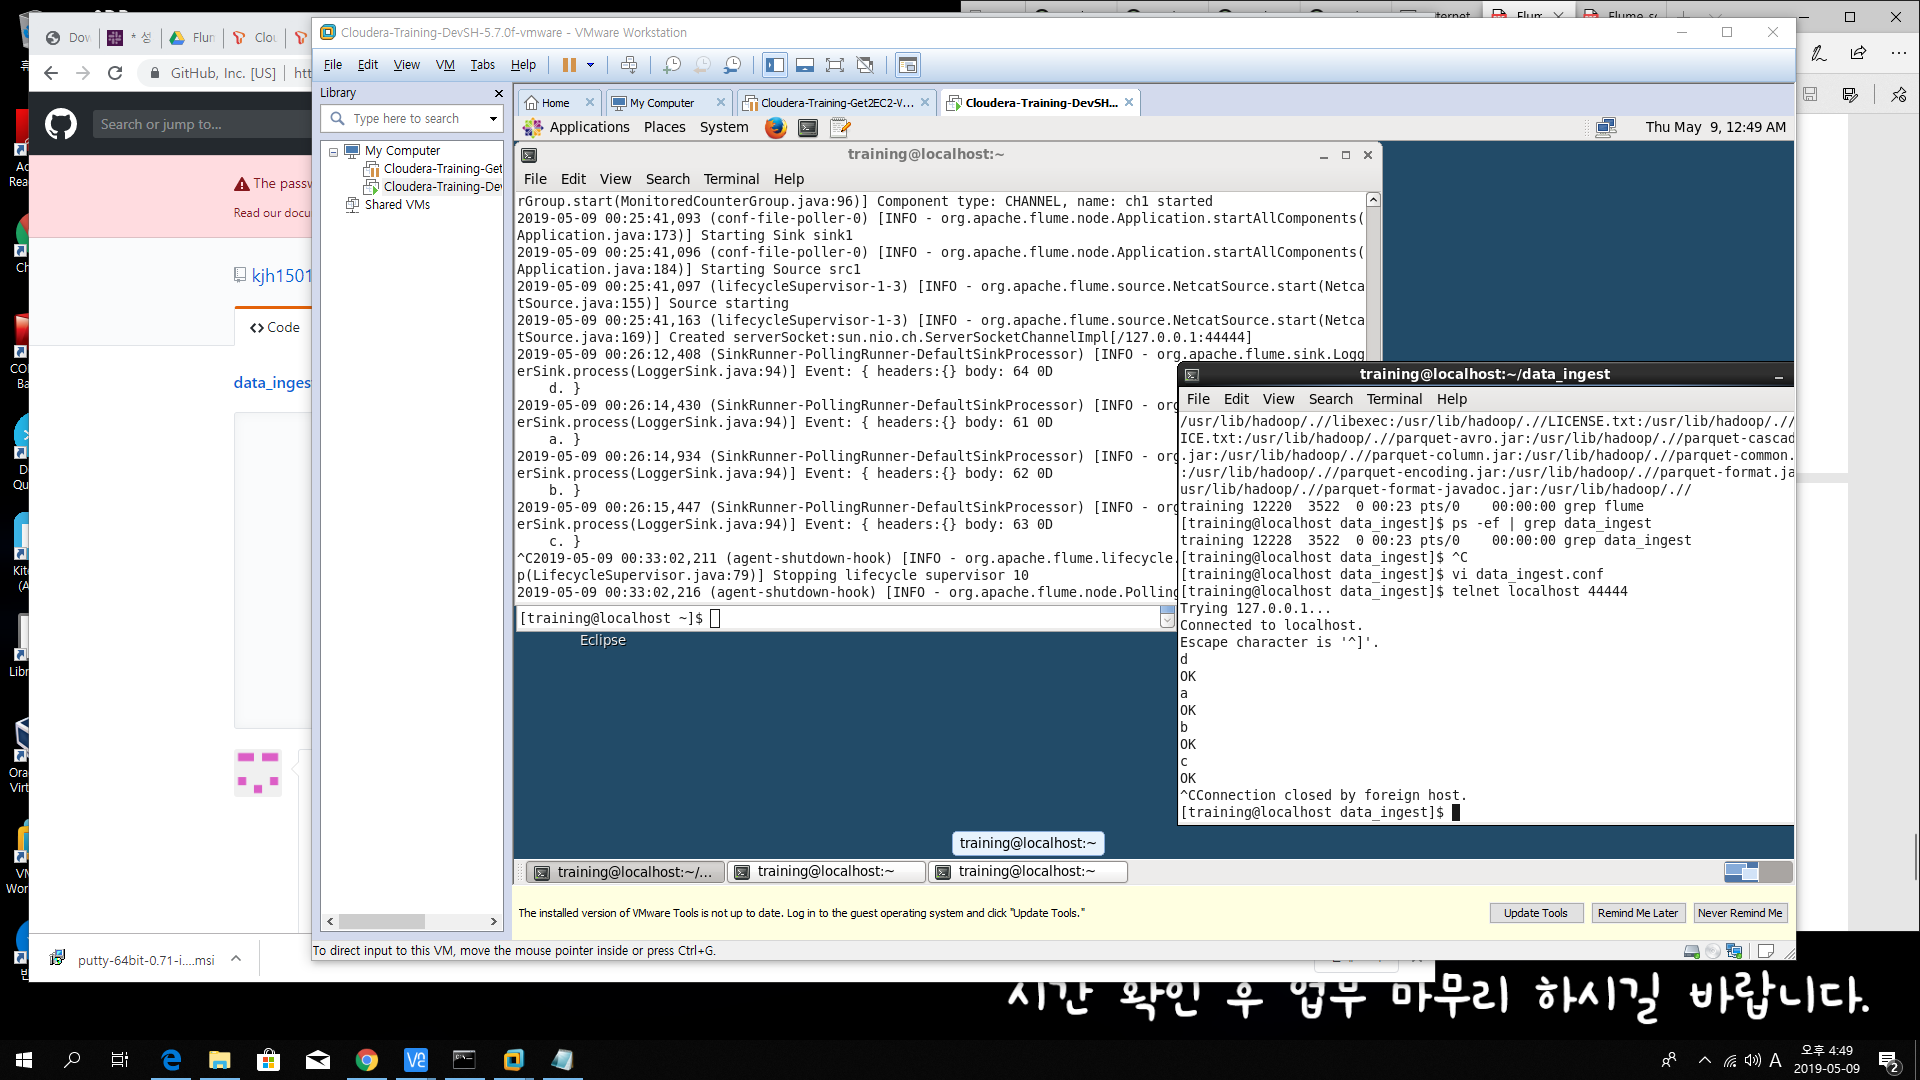 Cloudera-Training-DevSH-5.7.0f-vmware - VMware Workstation
File Edit View VM Tabs Help
Library
Type here to search
My Computer
Cloudera-Training-Get
Cloudera-Training-De
Shared VMs
Home
My Computer
Cloudera-Training-Get2EC2-V...
Cloudera-Training-DevSH...
Applications Places System
Thu May 9, 12:49 AM
training@localhost:~
File Edit View Search Terminal Help
rGroup.start(MonitoredCounterGroup.java:96)] Component type: CHANNEL, name: ch1 started
2019-05-09 00:25:41,093 (conf-file-poller-0) [INFO - org.apache.flume.node.Application.startAllComponents(
Application.java:173)] Starting Sink sink1
2019-05-09 00:25:41,096 (conf-file-poller-0) [INFO - org.apache.flume.node.Application.startAllComponents(
Application.java:184)] Starting Source src1
2019-05-09 00:25:41,097 (lifecycleSupervisor-1-3) [INFO - org.apache.flume.source.NetcatSource.start(Netca
tSource.java:155)] Source starting
2019-05-09 00:25:41,163 (lifecycleSupervisor-1-3) [INFO - org.apache.flume.source.NetcatSource.start(Netca
tSource.java:169)] Created serverSocket:sun.nio.ch.ServerSocketChannelImpl[/127.0.0.1:44444]
2019-05-09 00:26:12,408 (SinkRunner-PollingRunner-DefaultSinkProcessor) [INFO - org.apache.flume.sink.Logg
erSink.process(LoggerSink.java:94)] Event: { headers:{} body: 64 0D
d. }
2019-05-09 00:26:14,430 (SinkRunner-PollingRunner-DefaultSinkProcessor) [INFO - org
erSink.process(LoggerSink.java:94)] Event: { headers:{} body: 61 0D
a. }
2019-05-09 00:26:14,934 (SinkRunner-PollingRunner-DefaultSinkProcessor) [INFO - org
erSink.process(LoggerSink.java:94)] Event: { headers:{} body: 62 0D
b. }
2019-05-09 00:26:15,447 (SinkRunner-PollingRunner-DefaultSinkProcessor) [INFO - org
erSink.process(LoggerSink.java:94)] Event: { headers:{} body: 63 0D
c. }
^C2019-05-09 00:33:02,211 (agent-shutdown-hook) [INFO - org.apache.flume.lifecycle.
p(LifecycleSupervisor.java:79)] Stopping lifecycle supervisor 10
2019-05-09 00:33:02,216 (agent-shutdown-hook) [INFO - org.apache.flume.node.Polling
[training@localhost ~]$
Eclipse
training@localhost:~/data_ingest
File Edit View Search Terminal Help
/usr/lib/hadoop/.//libexec:/usr/lib/hadoop/.//LICENSE.txt:/usr/lib/hadoop/.//
ICE.txt:/usr/lib/hadoop/.//parquet-avro.jar:/usr/lib/hadoop/.//parquet-cascad
.jar:/usr/lib/hadoop/.//parquet-column.jar:/usr/lib/hadoop/.//parquet-common.
:/usr/lib/hadoop/.//parquet-encoding.jar:/usr/lib/hadoop/.//parquet-format.ja
usr/lib/hadoop/.//parquet-format-javadoc.jar:/usr/lib/hadoop/.//
training 12220 3522 0 00:23 pts/0 00:00:00 grep flume
[training@localhost data_ingest]$ ps -ef | grep data_ingest
training 12228 3522 0 00:23 pts/0 00:00:00 grep data_ingest
[training@localhost data_ingest]$ ^C
[training@localhost data_ingest]$ vi data_ingest.conf
[training@localhost data_ingest]$ telnet localhost 44444
Trying 127.0.0.1...
Connected to localhost.
Escape character is '^]'.
d
OK
a
OK
b
OK
c
OK
^CConnection closed by foreign host.
[training@localhost data_ingest]$
training@localhost:~
training@localhost:~/...
training@localhost:~
training@localhost:~
The installed version of VMware Tools is not up to date. Log in to the guest operating system and click "Update Tools."
Update Tools
Remind Me Later
Never Remind Me
To direct input to this VM, move the mouse pointer inside or press Ctrl+G.
GitHub, Inc. [US]
Search or jump to...
The passw
Read our docu
kjh1501
Code
data_inges
putty-64bit-0.71-i....msi
시간 확인 후 업무 마무리 하시길 바랍니다.
A
오후 4:49
2019-05-09
2